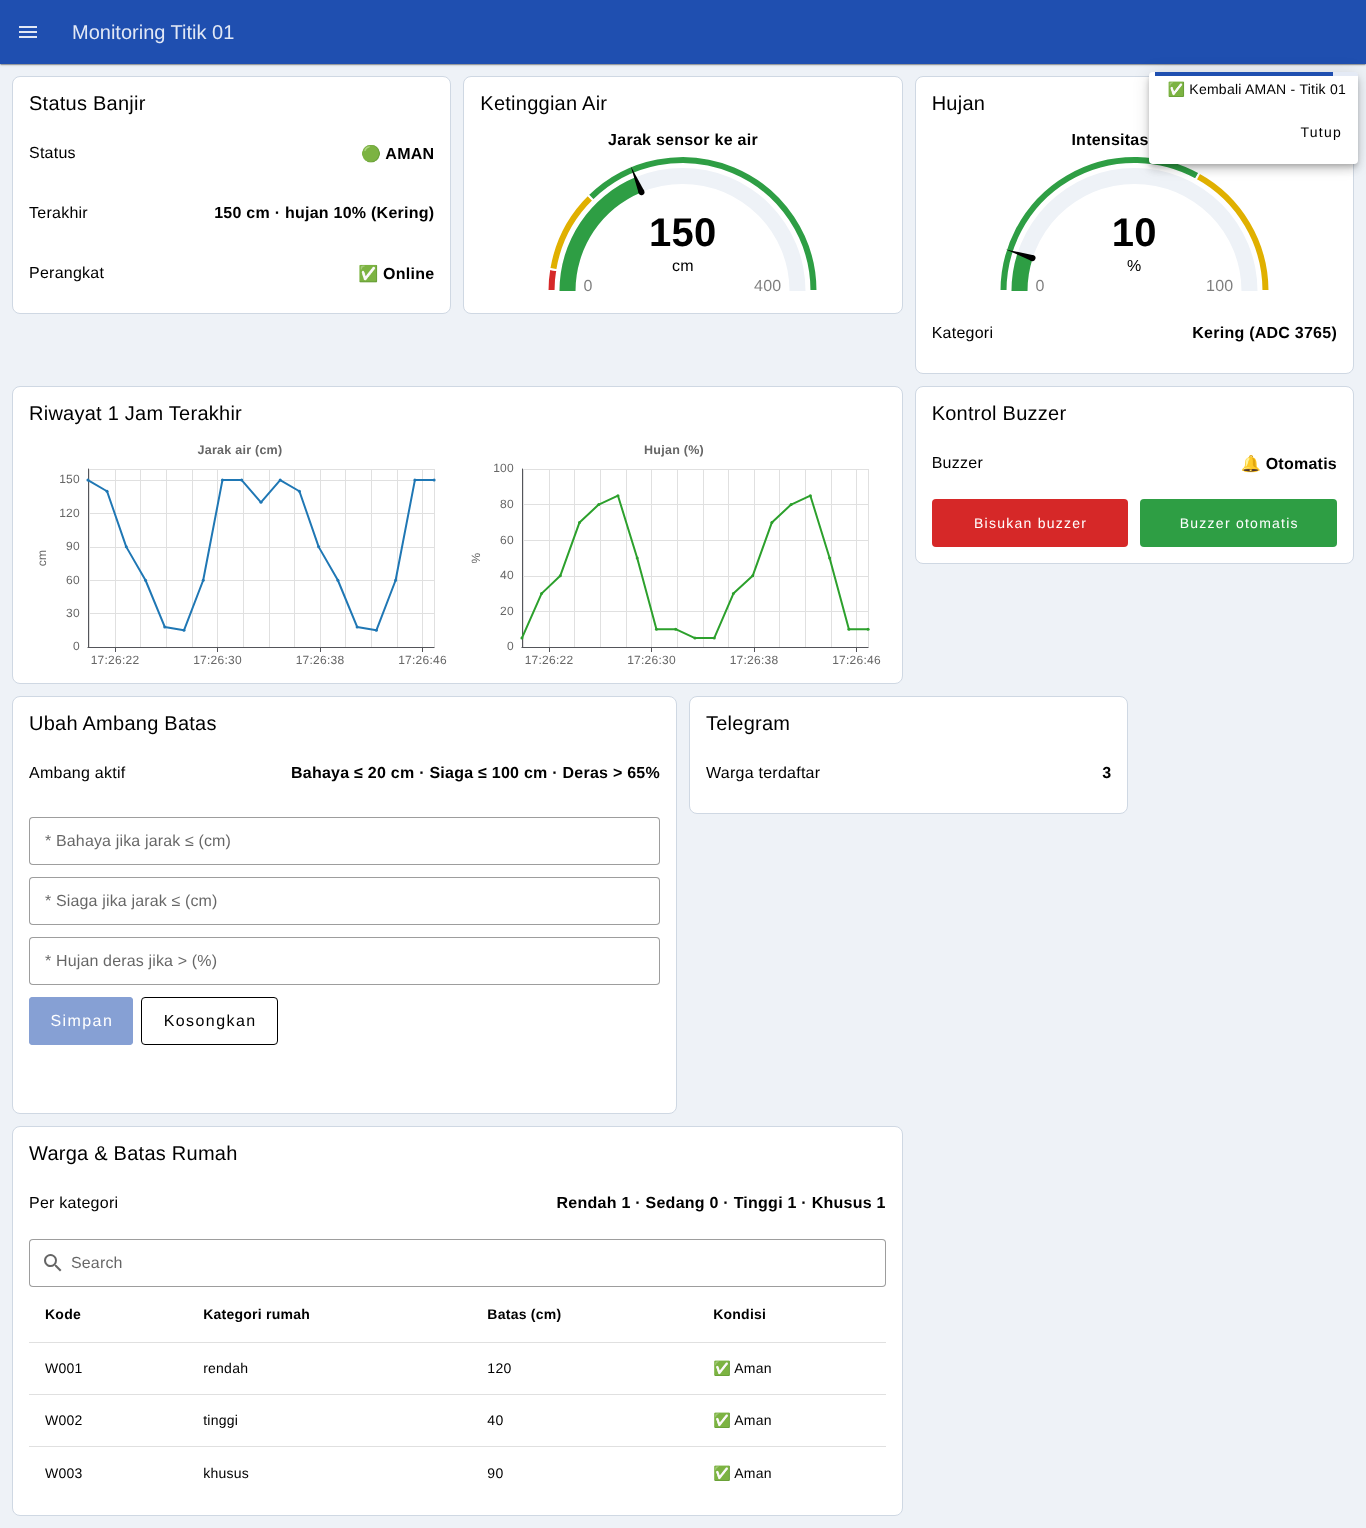 Monitoring Titik 01
✅ Kembali AMAN - Titik 01
Tutup
Status Banjir
Status 🟢 AMAN
Terakhir 150 cm · hujan 10% (Kering)
Perangkat ✅ Online
Ketinggian Air
Jarak sensor ke air
150
cm
0 400
Hujan
Intensitas
10
%
0 100
Kategori Kering (ADC 3765)
Riwayat 1 Jam Terakhir
Jarak air (cm)
cm
150
120
90
60
30
0
17:26:22 17:26:30 17:26:38 17:26:46
Hujan (%)
%
100
80
60
40
20
0
17:26:22 17:26:30 17:26:38 17:26:46
Kontrol Buzzer
Buzzer 🔔 Otomatis
Bisukan buzzer Buzzer otomatis
Ubah Ambang Batas
Ambang aktif Bahaya ≤ 20 cm · Siaga ≤ 100 cm · Deras > 65%
* Bahaya jika jarak ≤ (cm)
* Siaga jika jarak ≤ (cm)
* Hujan deras jika > (%)
Simpan Kosongkan
Telegram
Warga terdaftar 3
Warga & Batas Rumah
Per kategori Rendah 1 · Sedang 0 · Tinggi 1 · Khusus 1
Search
Kode Kategori rumah Batas (cm) Kondisi
W001 rendah 120 ✅ Aman
W002 tinggi 40 ✅ Aman
W003 khusus 90 ✅ Aman